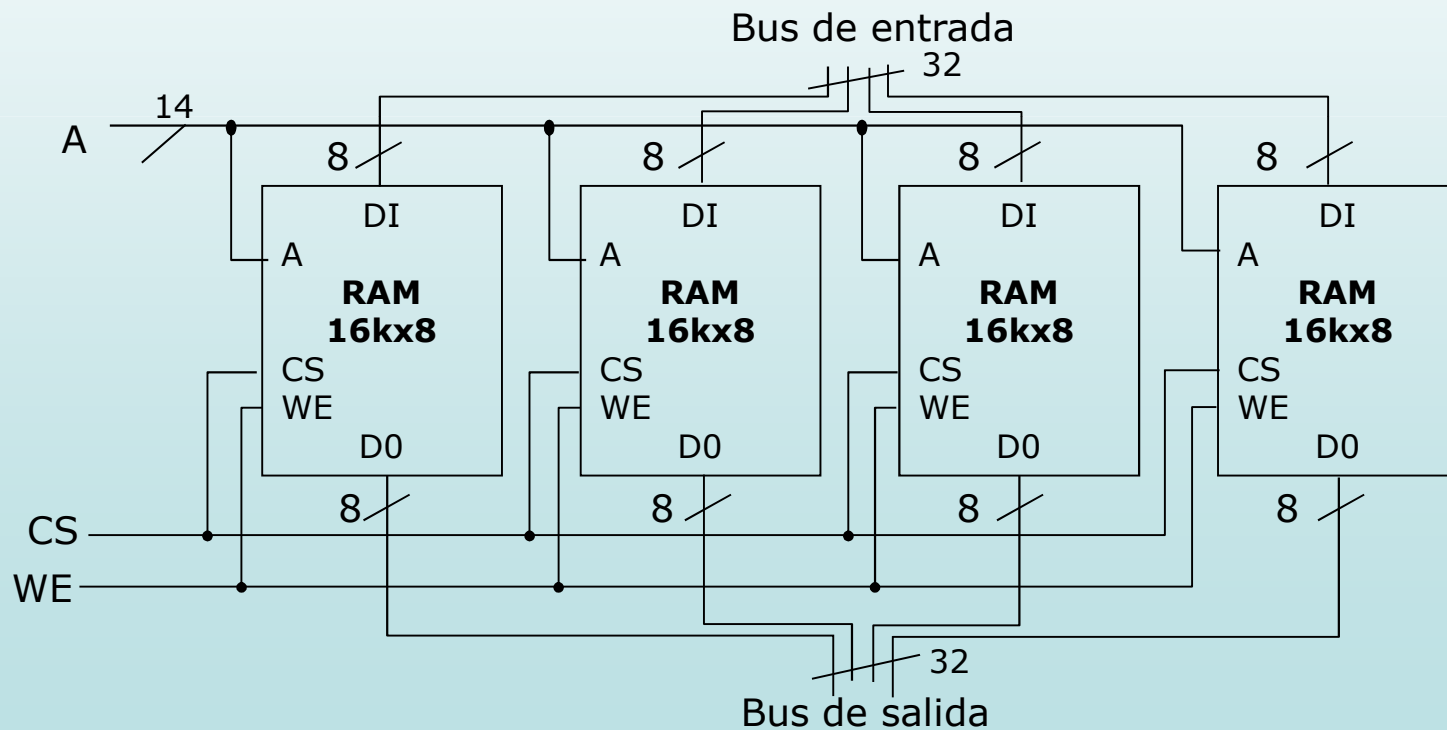 Bus de entrada
32
14
A
8
8
8
8
DI
DI
DI
DI
A
A
A
A
RAM
16kx8
RAM
16kx8
RAM
16kx8
RAM
16kx8
CS
CS
CS
CS
WE
WE
WE
WE
D0
D0
D0
D0
8
8
8
8
CS
WE
32
Bus de salida